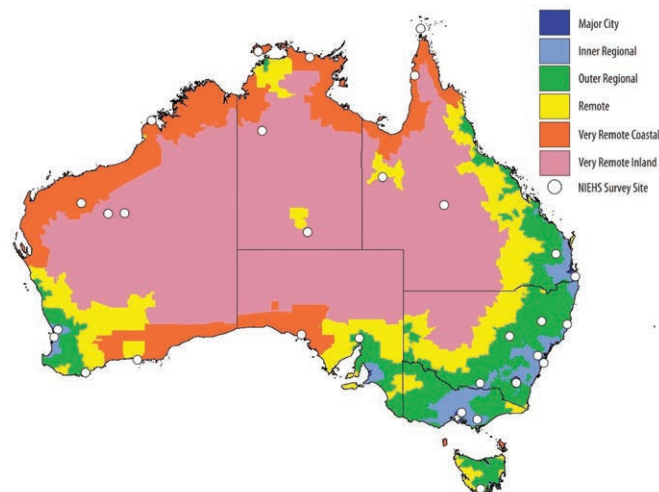 Major City
Inner Regional
Outer Regional
Remote
Very Remote Coastal
Very Remote Inland
NIEHS Survey Site